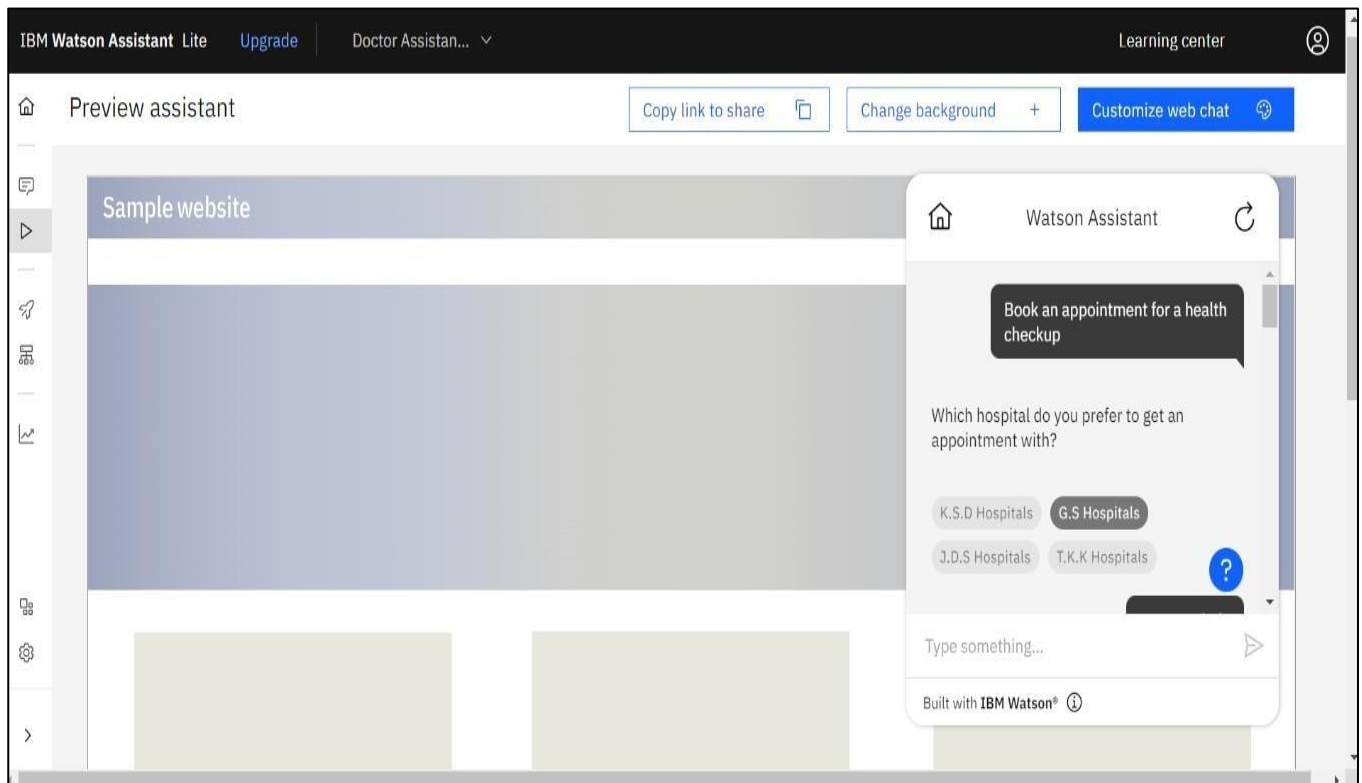 IBM Watson Assistant Lite Upgrade Doctor Assistan... Learning center
Preview assistant Copy link to share Change background + Customize web chat
Sample website
Watson Assistant
Book an appointment for a health
checkup
Which hospital do you prefer to get an
appointment with?
K.S.D Hospitals G.S Hospitals
J.D.S Hospitals T.K.K Hospitals
?
Type something...
Built with IBM Watson®